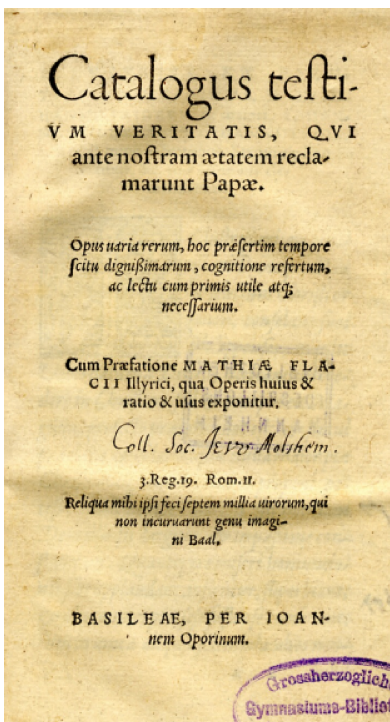 Catalogus testi-
VM VERITATIS, QVI
ante nostram ætatem recla-
marunt Papæ.
Opus uaria rerum, hoc præsertim tempore
scitu dignißimarum, cognitione refertum,
ac lectu cum primis utile atq;
necessarium.
Cum Præfatione MATHIÆ FLA-
CII Illyrici, qua Operis huius &
ratio & usus exponitur.
Coll. Soc. Jesv Molshem.
3.Reg.19. Rom.11.
Reliqua mihi ipsi feci septem millia uirorum, qui
non incuruarunt genu imagi-
ni Baal.
BASILEAE, PER IOAN-
nem Oporinum.
Grossherzoglich
Gymnasiums-Biblio